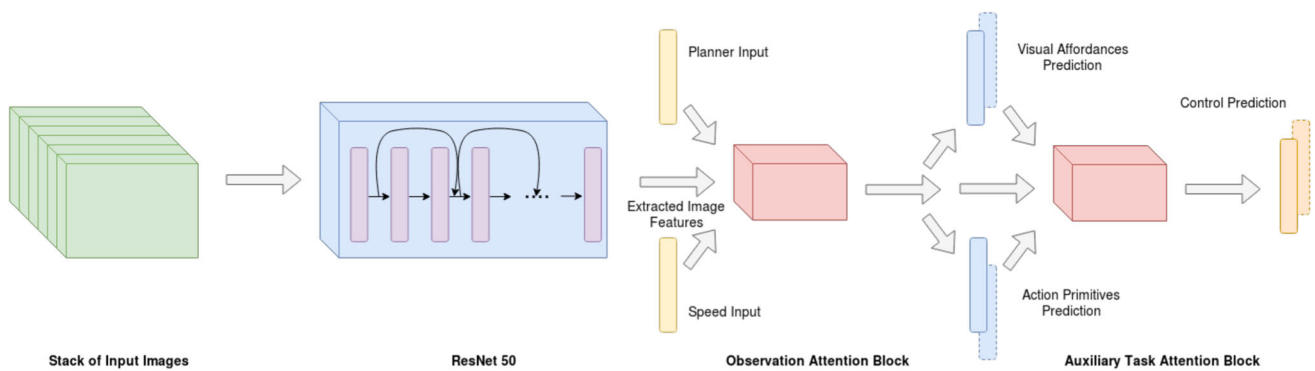 Planner Input
Visual Affordances
Prediction
Control Prediction
Extracted Image
Features
Speed Input
Action Primitives
Prediction
Stack of Input Images
ResNet 50
Observation Attention Block
Auxiliary Task Attention Block